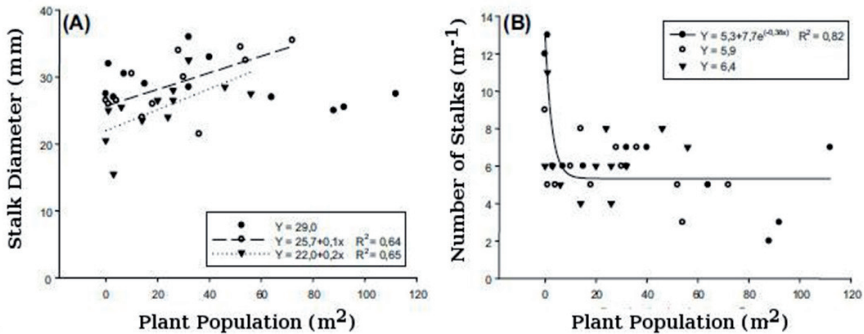 (A)
Stalk Diameter (mm)
40
30
20
10
0
Y = 29,0
Y = 25,7+0,1x R² = 0,64
Y = 22,0+0,2x R² = 0,65
0 20 40 60 80 100 120
Plant Population (m²)
(B)
Number of Stalks (m⁻¹)
14
12
10
8
6
4
2
0
Y = 5,3+7,7e^(-0,38x) R² = 0,82
Y = 5,9
Y = 6,4
0 20 40 60 80 100 120
Plant Population (m²)